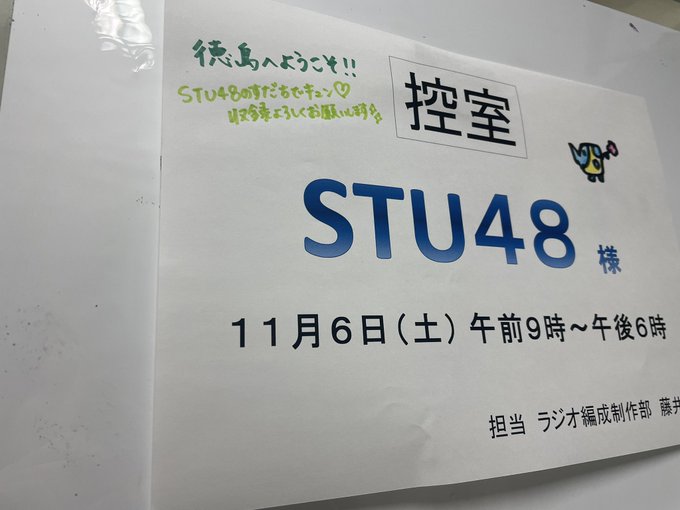 徳島へようこそ!!
STU48のすだちでキュン♡
収録よろしくお願いします
控室
STU48 様
11月6日(土) 午前9時~午後6時
担当 ラジオ編成制作部 藤井